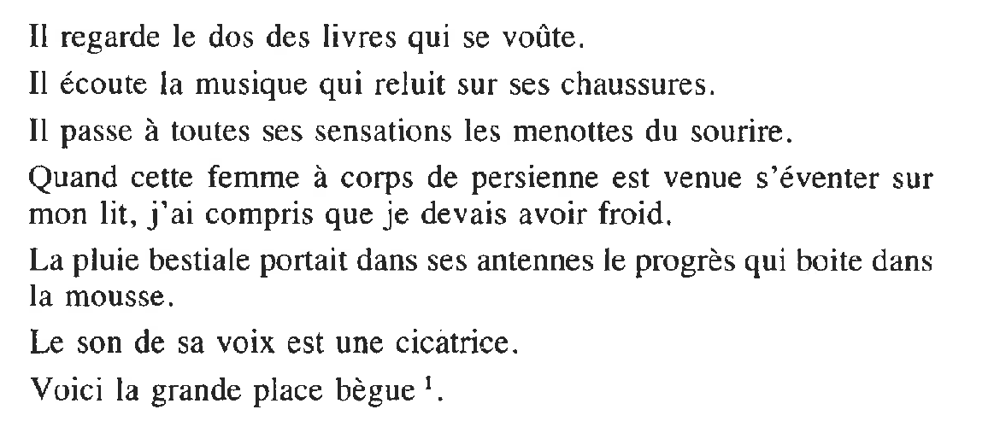 Il regarde le dos des livres qui se voûte.
Il écoute la musique qui reluit sur ses chaussures.
Il passe à toutes ses sensations les menottes du sourire.
Quand cette femme à corps de persienne est venue s'éventer sur
mon lit, j'ai compris que je devais avoir froid.
La pluie bestiale portait dans ses antennes le progrès qui boite dans
la mousse.
Le son de sa voix est une cicatrice.
Voici la grande place bègue ¹.